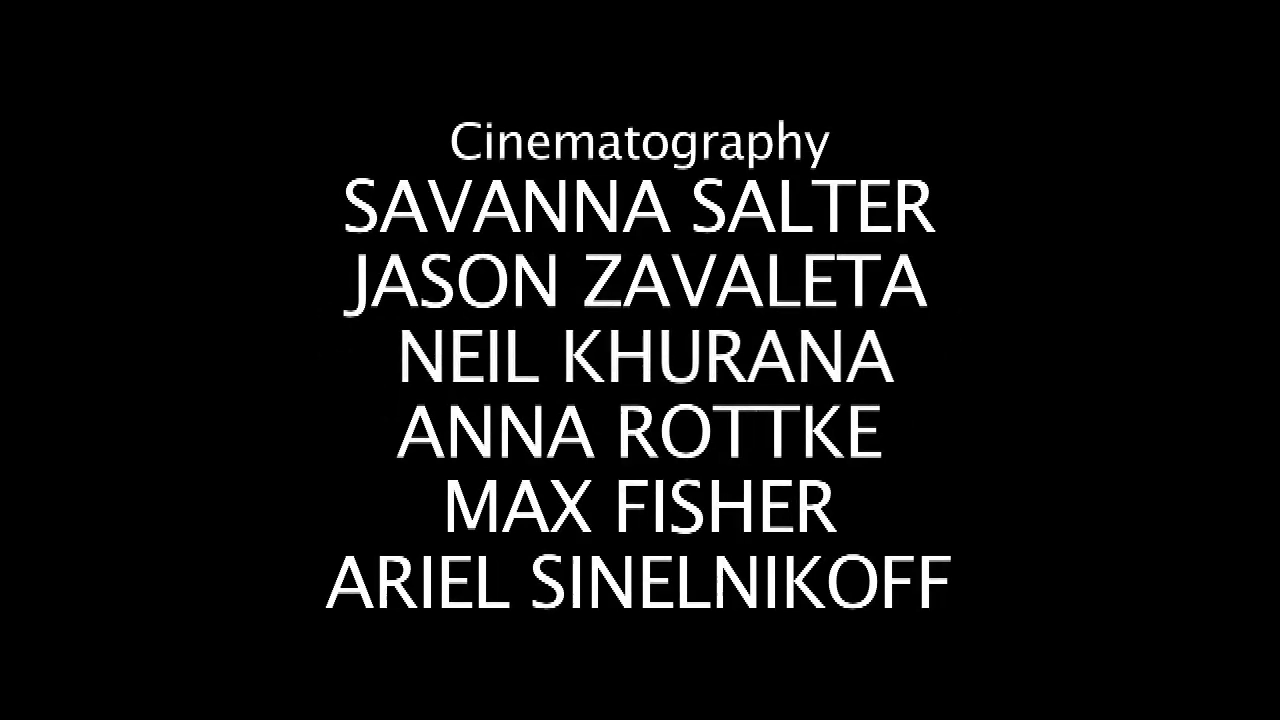 Cinematography
SAVANNA SALTER
JASON ZAVALETA
NEIL KHURANA
ANNA ROTTKE
MAX FISHER
ARIEL SINELNIKOFF